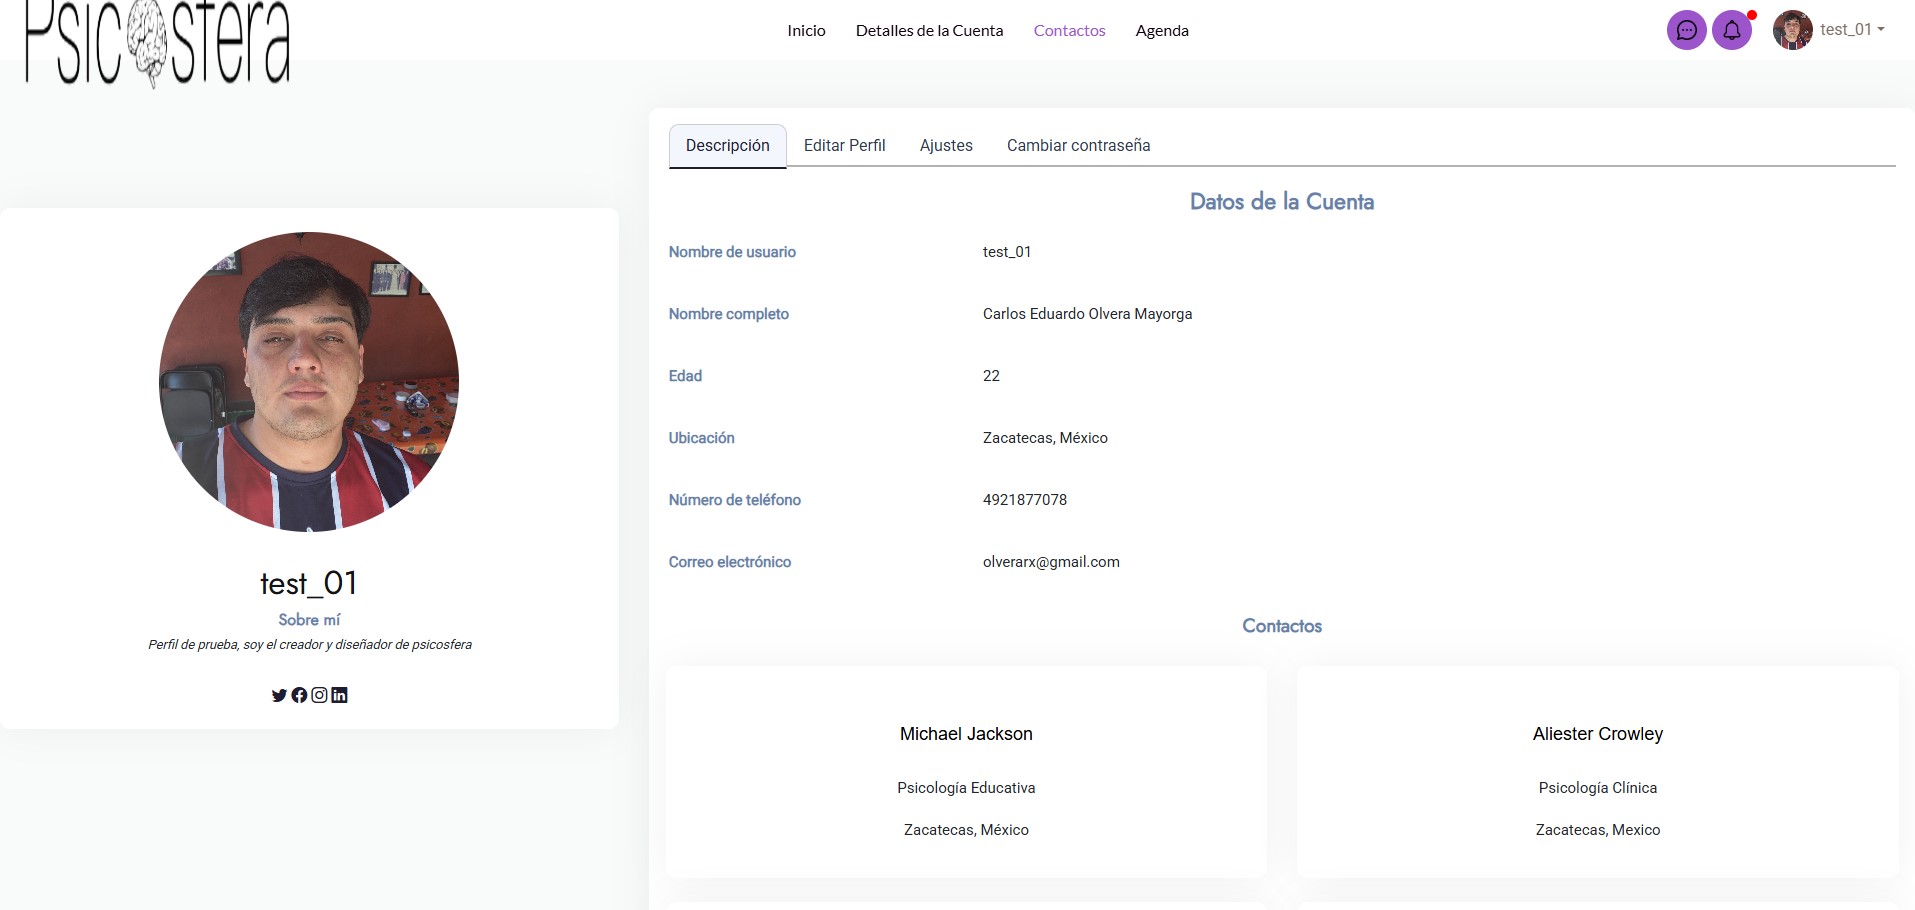 Psicosfera
Inicio Detalles de la Cuenta Contactos Agenda
test_01
Descripción Editar Perfil Ajustes Cambiar contraseña
Datos de la Cuenta
Nombre de usuario test_01
Nombre completo Carlos Eduardo Olvera Mayorga
Edad 22
Ubicación Zacatecas, México
Número de teléfono 4921877078
Correo electrónico olverarx@gmail.com
test_01
Sobre mí
Perfil de prueba, soy el creador y diseñador de psicosfera
Contactos
Michael Jackson
Psicología Educativa
Zacatecas, México
Aliester Crowley
Psicología Clínica
Zacatecas, Mexico